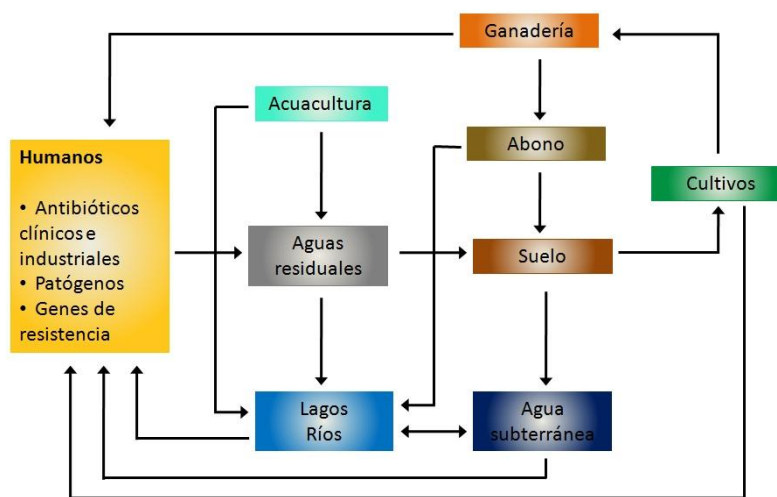 Ganadería
Acuacultura
Abono
Humanos
• Antibióticos
clínicos e
industriales
• Patógenos
• Genes de
resistencia
Cultivos
Aguas
residuales
Suelo
Lagos
Ríos
Agua
subterránea